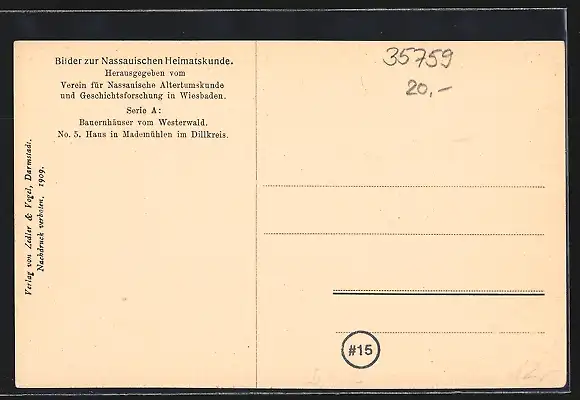 Bilder zur Nassauischen Heimatskunde.
Herausgegeben vom
Verein für Nassauische Altertumskunde
und Geschichtsforschung in Wiesbaden.
Serie A:
Bauernhäuser vom Westerwald.
No. 5. Haus in Mademühlen im Dillkreis.
Verlag von Zedler & Vogel, Darmstadt.
Nachdruck verboten. 1909.
35759
20,-
#15